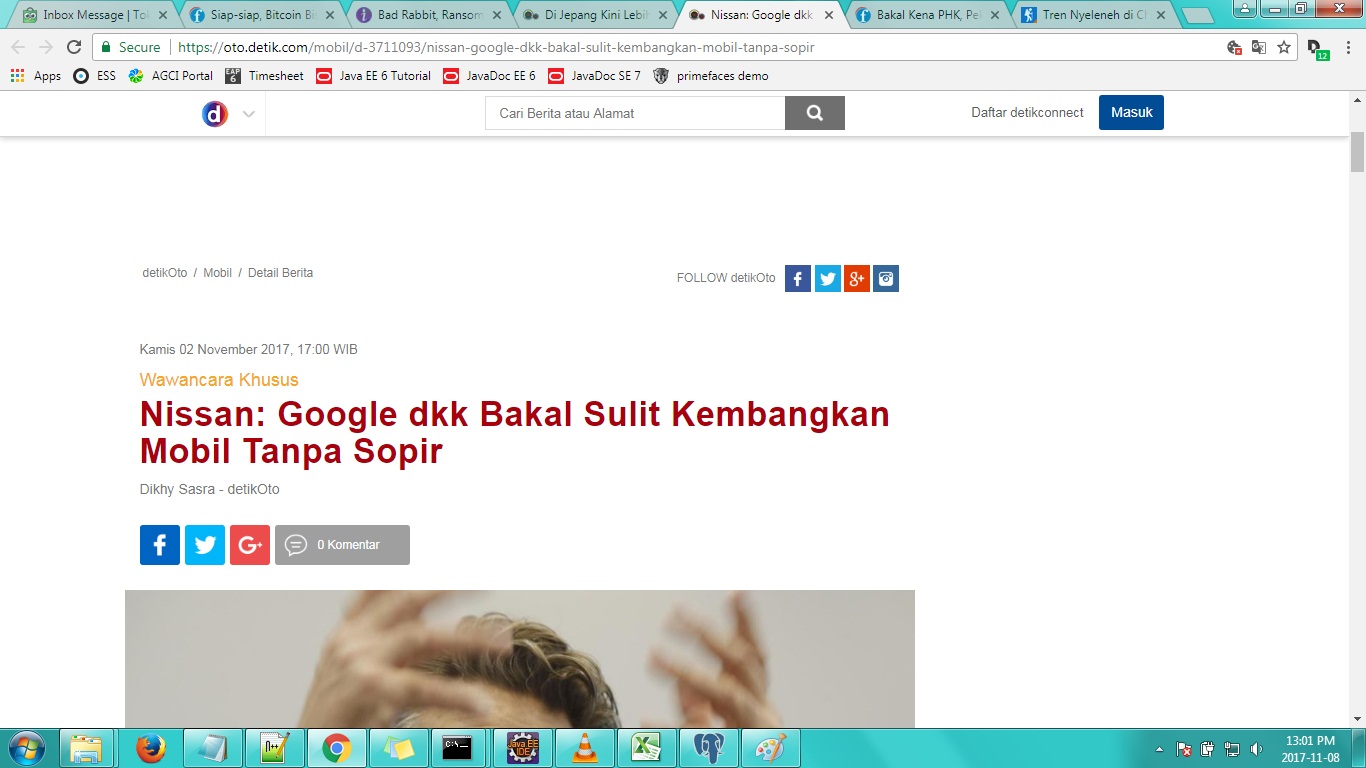 Inbox Message | To
Siap-siap, Bitcoin Bi
Bad Rabbit, Ransom
Di Jepang Kini Lebih
Nissan: Google dkk
Bakal Kena PHK, Pe
Tren Nyeleneh di Ch
Secure
https://oto.detik.com/mobil/d-3711093/nissan-google-dkk-bakal-sulit-kembangkan-mobil-tanpa-sopir
12
Apps
ESS
AGCI Portal
EAP 6
Timesheet
Java EE 6 Tutorial
JavaDoc EE 6
JavaDoc SE 7
primefaces demo
d
Cari Berita atau Alamat
Daftar detikconnect
Masuk
detikOto / Mobil / Detail Berita
FOLLOW detikOto
Kamis 02 November 2017, 17:00 WIB
Wawancara Khusus
Nissan: Google dkk Bakal Sulit Kembangkan
Mobil Tanpa Sopir
Dikhy Sasra - detikOto
0 Komentar
Java EE
IDE
13:01 PM
2017-11-08